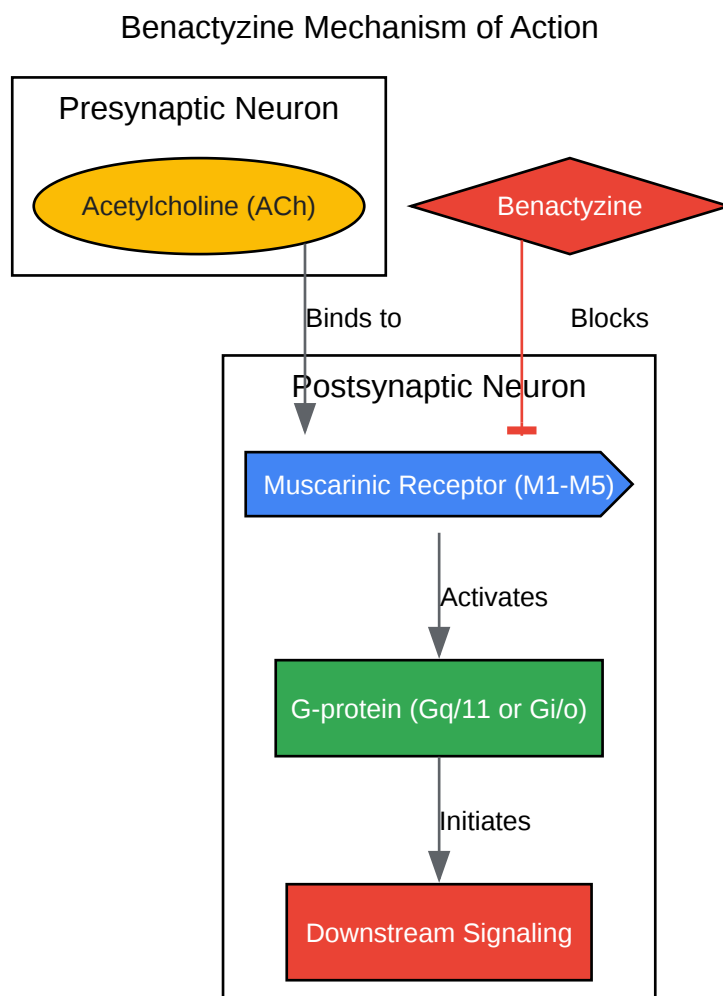 Benactyzine Mechanism of Action
Presynaptic Neuron
Acetylcholine (ACh)
Benactyzine
Binds to
Blocks
Postsynaptic Neuron
Muscarinic Receptor (M1-M5)
Activates
G-protein (Gq/11 or Gi/o)
Initiates
Downstream Signaling